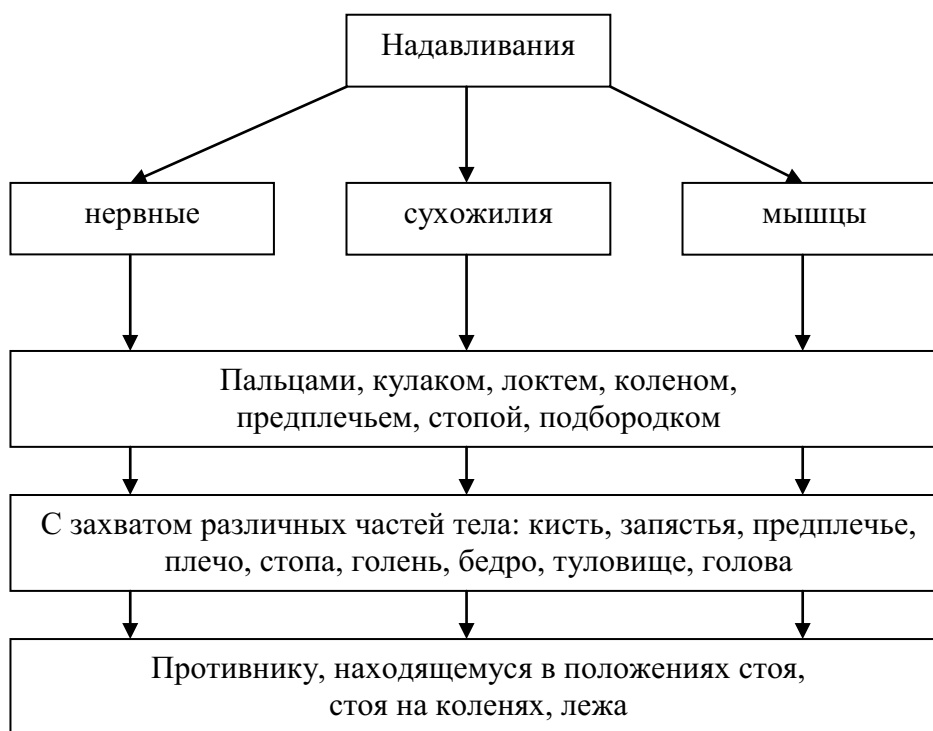 Надавливания
нервные
сухожилия
мышцы
Пальцами, кулаком, локтем, коленом,
предплечьем, стопой, подбородком
С захватом различных частей тела: кисть, запястья, предплечье,
плечо, стопа, голень, бедро, туловище, голова
Противнику, находящемуся в положениях стоя,
стоя на коленях, лежа